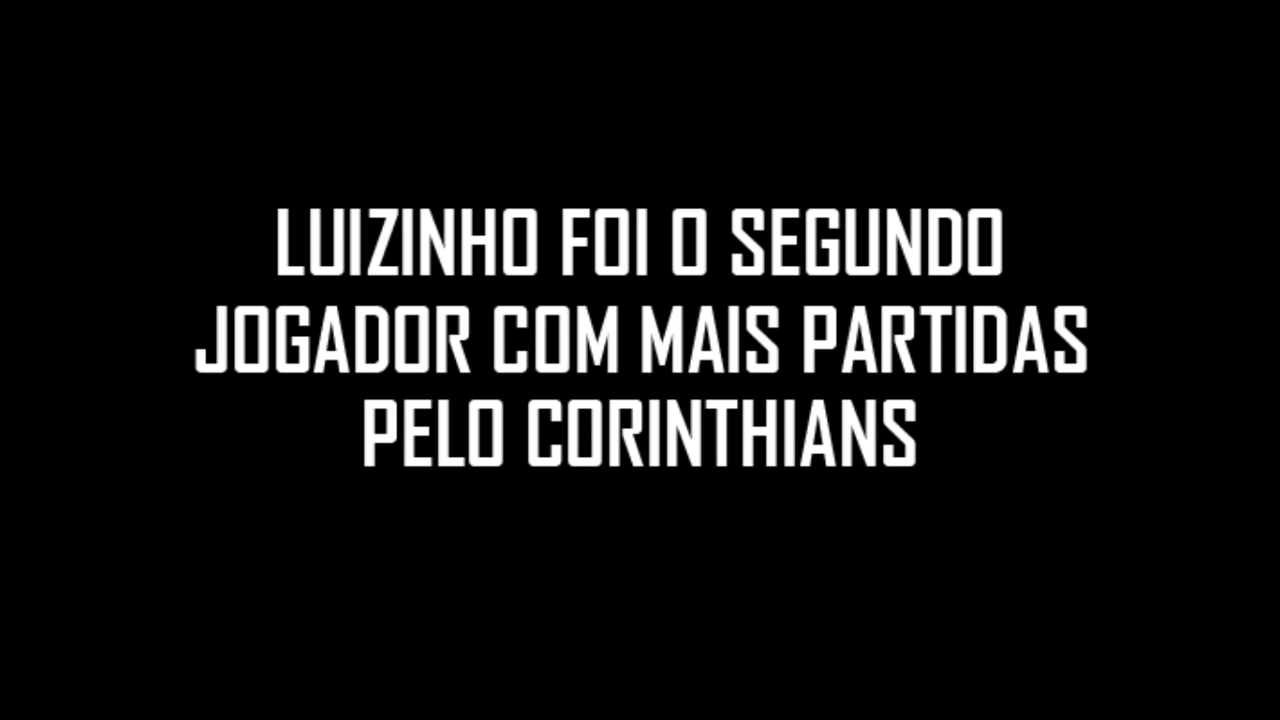 LUIZINHO FOI O SEGUNDO
JOGADOR COM MAIS PARTIDAS
PELO CORINTHIANS